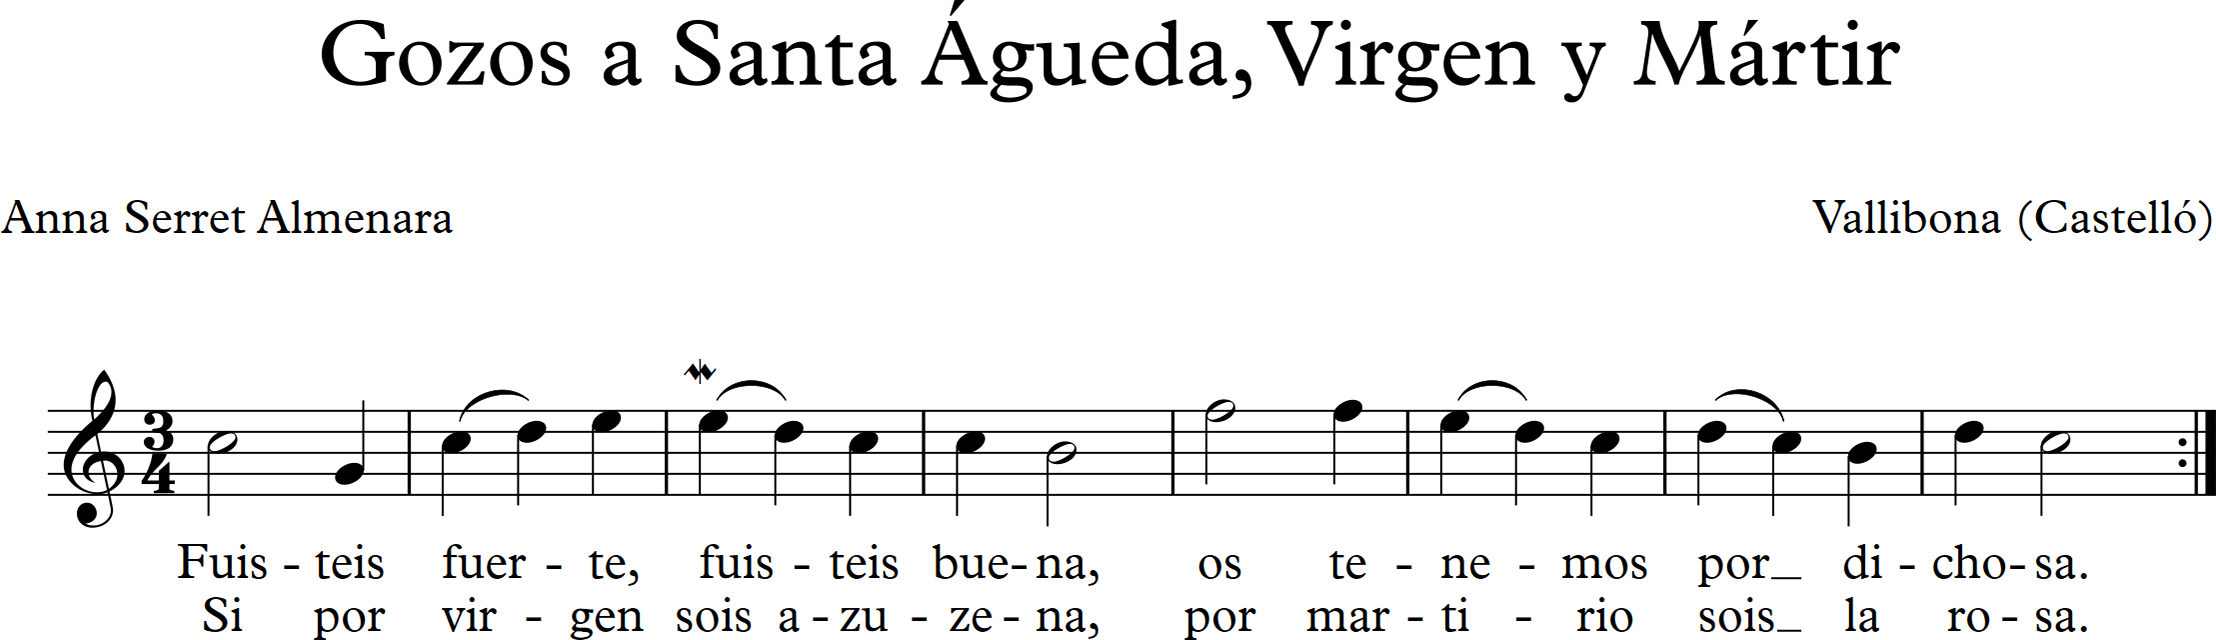 Gozos a Santa Águeda, Virgen y Mártir
Anna Serret Almenara
Vallibona (Castelló)
3
4
Fuis - teis fuer - te, fuis - teis bue - na, os te - ne - mos por_ di - cho - sa.
Si por vir - gen sois a - zu - ze - na, por mar - ti - rio sois_ la ro - sa.